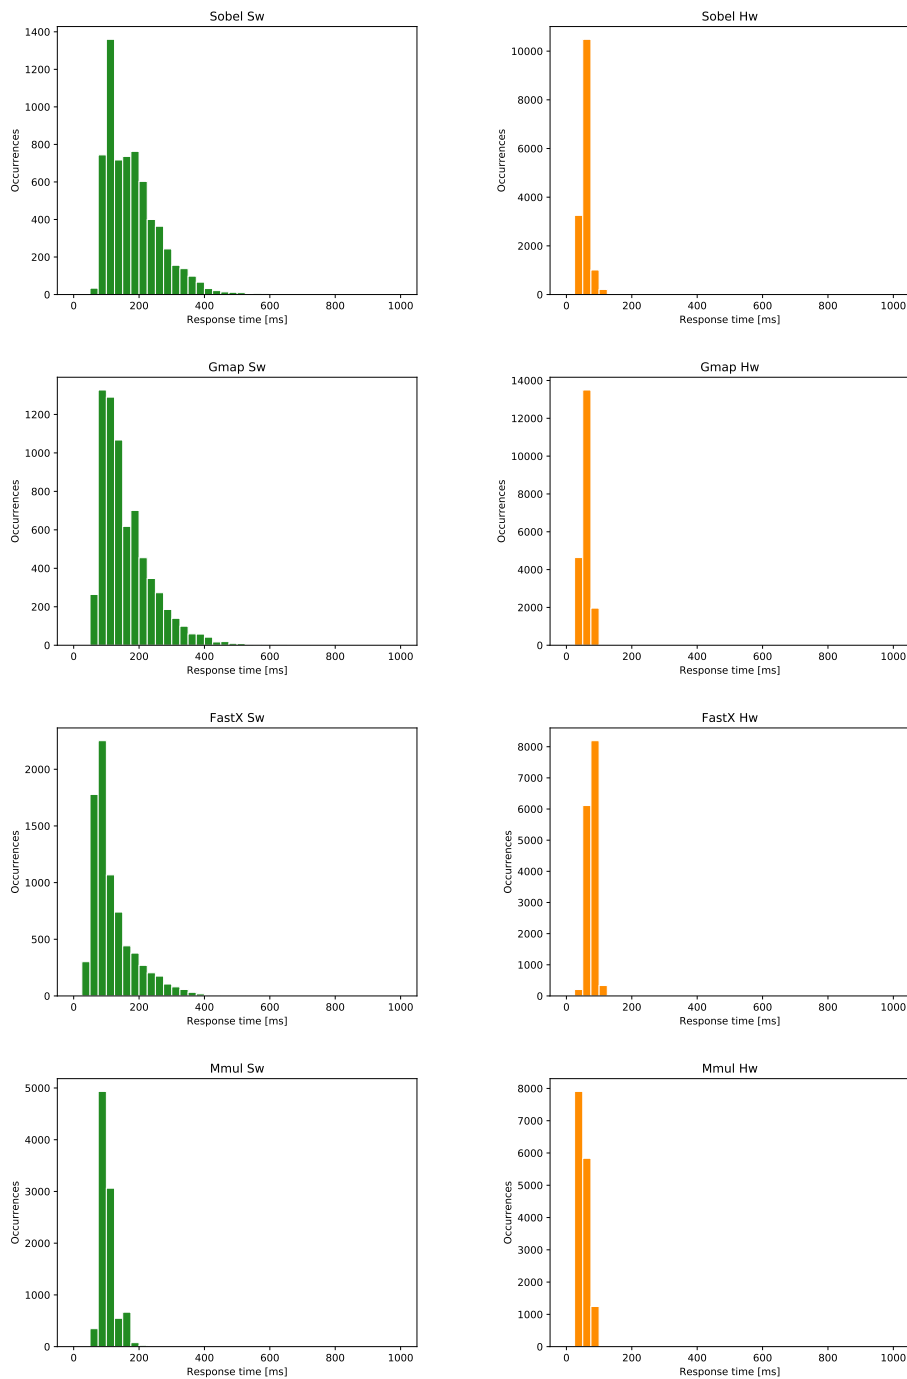 Sobel Sw
Occurrences
1400
1200
1000
800
600
400
200
0
0 200 400 600 800 1000
Response time [ms]
Sobel Hw
Occurrences
10000
8000
6000
4000
2000
0
0 200 400 600 800 1000
Response time [ms]
Gmap Sw
Occurrences
1200
1000
800
600
400
200
0
0 200 400 600 800 1000
Response time [ms]
Gmap Hw
Occurrences
14000
12000
10000
8000
6000
4000
2000
0
0 200 400 600 800 1000
Response time [ms]
FastX Sw
Occurrences
2000
1500
1000
500
0
0 200 400 600 800 1000
Response time [ms]
FastX Hw
Occurrences
8000
7000
6000
5000
4000
3000
2000
1000
0
0 200 400 600 800 1000
Response time [ms]
Mmul Sw
Occurrences
5000
4000
3000
2000
1000
0
0 200 400 600 800 1000
Response time [ms]
Mmul Hw
Occurrences
8000
7000
6000
5000
4000
3000
2000
1000
0
0 200 400 600 800 1000
Response time [ms]